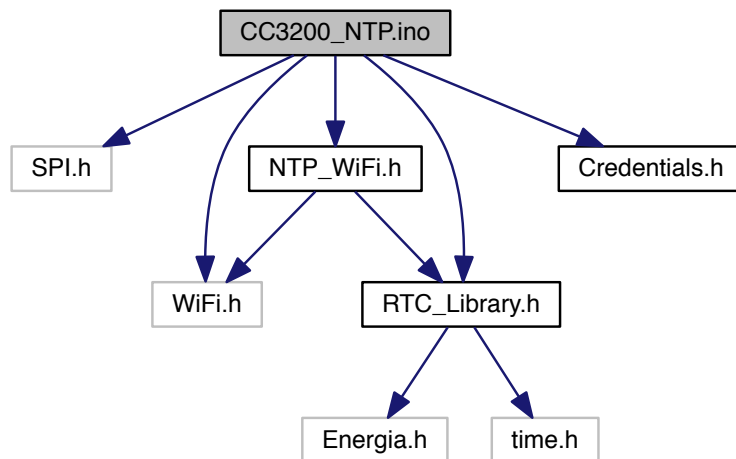 CC3200_NTP.ino
SPI.h
NTP_WiFi.h
Credentials.h
WiFi.h
RTC_Library.h
Energia.h
time.h